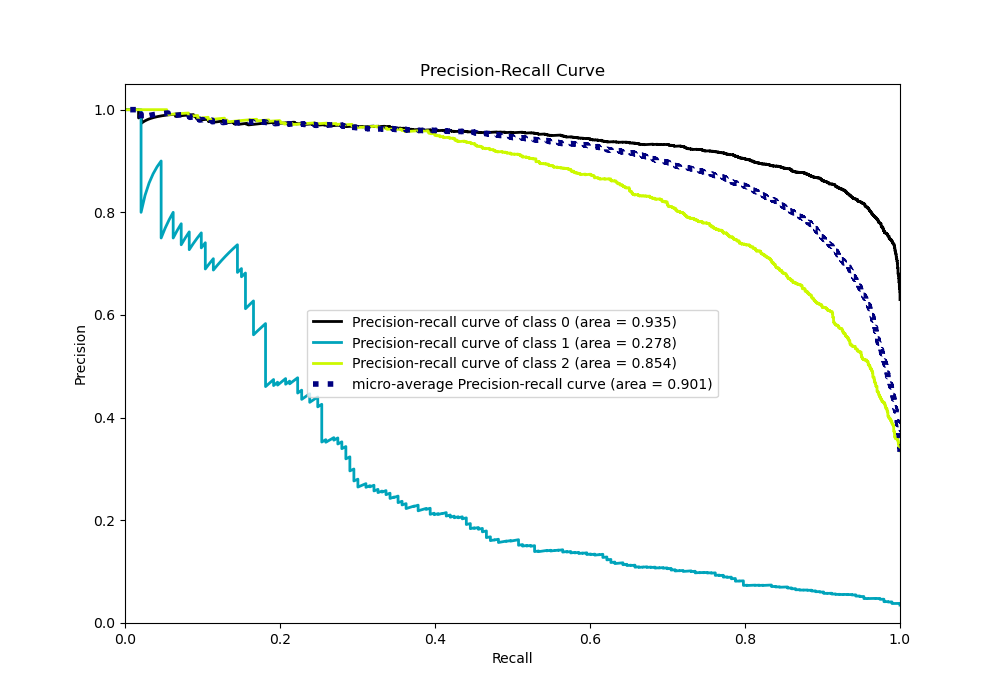 Precision-Recall Curve
1.0
0.8
0.6
0.4
0.2
0.0
Precision
Precision-recall curve of class 0 (area = 0.935)
Precision-recall curve of class 1 (area = 0.278)
Precision-recall curve of class 2 (area = 0.854)
micro-average Precision-recall curve (area = 0.901)
0.0 0.2 0.4 0.6 0.8 1.0
Recall